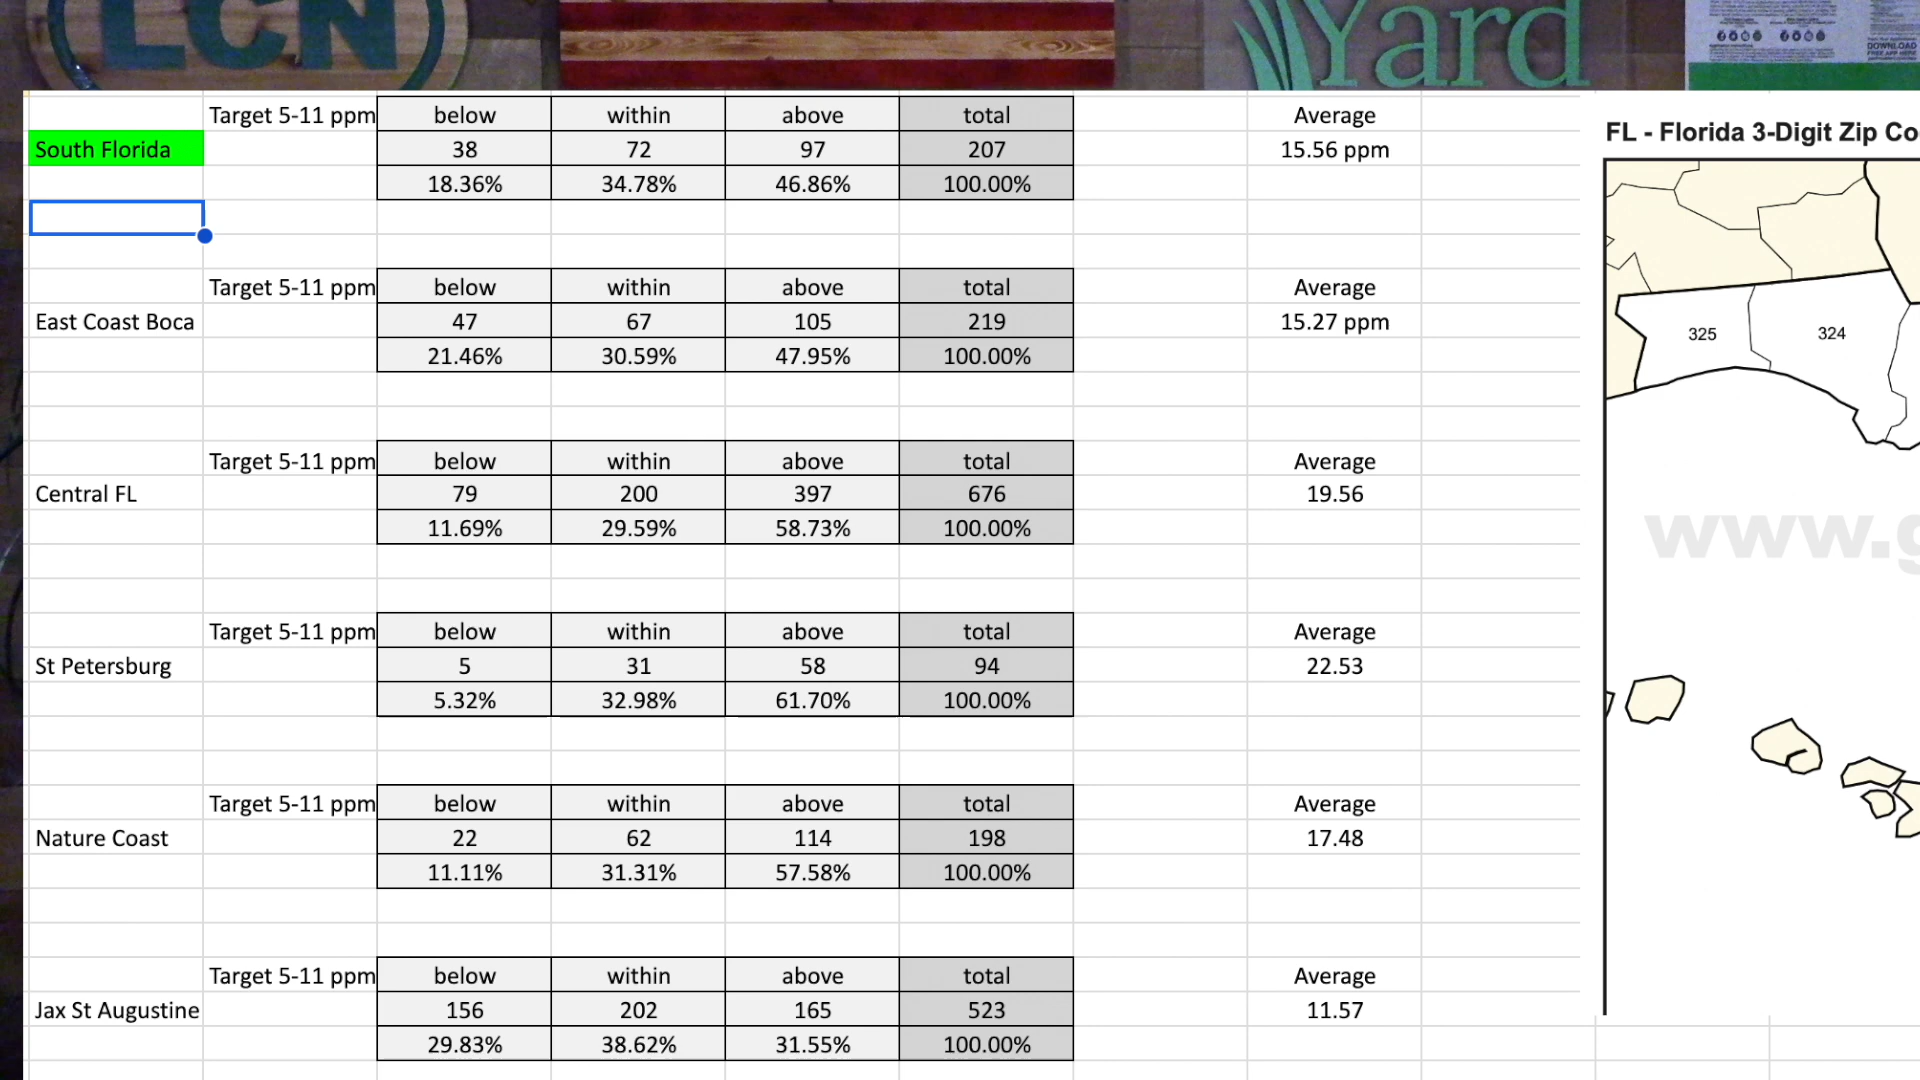 LCN
Yard
DOWNLOAD
Target 5-11 ppm below within above total Average
South Florida 38 72 97 207 15.56 ppm
18.36% 34.78% 46.86% 100.00%
Target 5-11 ppm below within above total Average
East Coast Boca 47 67 105 219 15.27 ppm
21.46% 30.59% 47.95% 100.00%
Target 5-11 ppm below within above total Average
Central FL 79 200 397 676 19.56
11.69% 29.59% 58.73% 100.00%
Target 5-11 ppm below within above total Average
St Petersburg 5 31 58 94 22.53
5.32% 32.98% 61.70% 100.00%
Target 5-11 ppm below within above total Average
Nature Coast 22 62 114 198 17.48
11.11% 31.31% 57.58% 100.00%
Target 5-11 ppm below within above total Average
Jax St Augustine 156 202 165 523 11.57
29.83% 38.62% 31.55% 100.00%
FL - Florida 3-Digit Zip Co
325 324
www.g